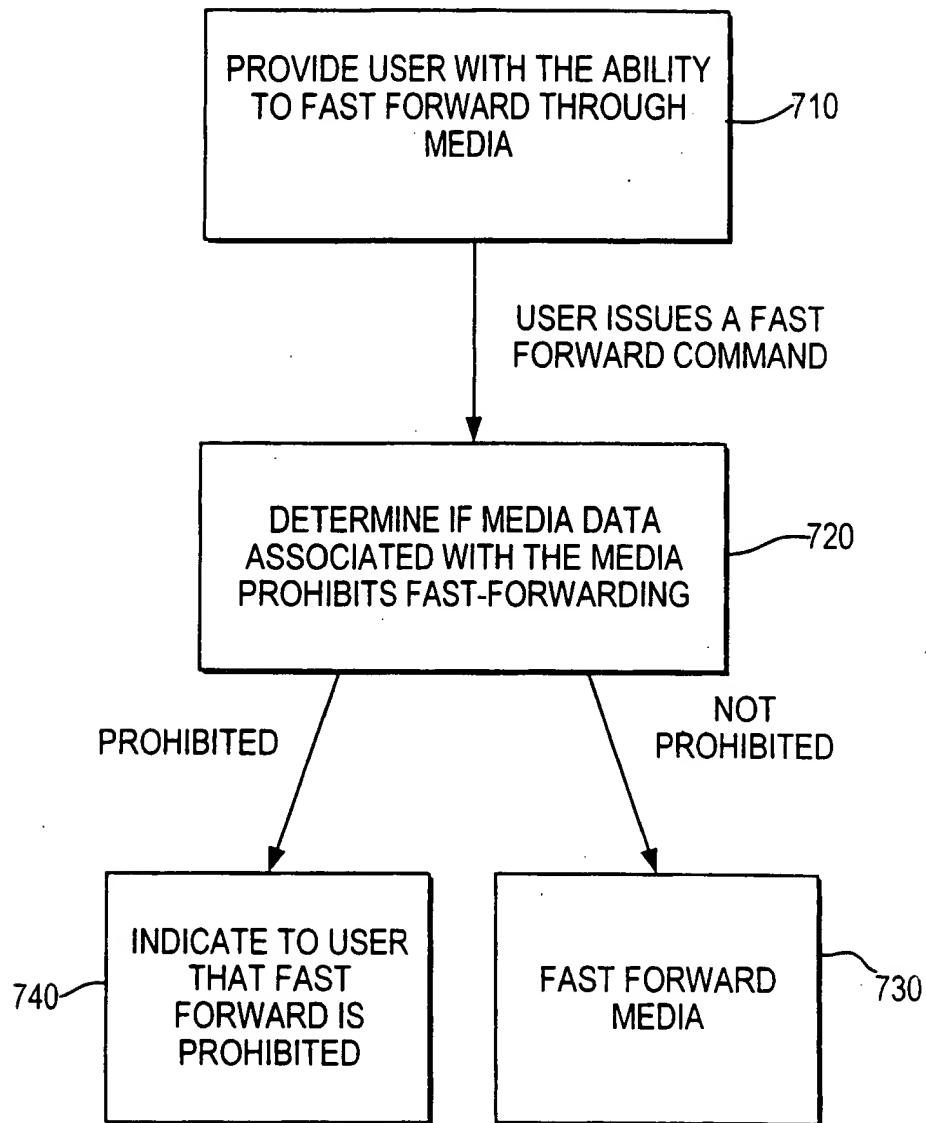 PROVIDE USER WITH THE ABILITY
TO FAST FORWARD THROUGH
MEDIA
710
USER ISSUES A FAST
FORWARD COMMAND
DETERMINE IF MEDIA DATA
ASSOCIATED WITH THE MEDIA
PROHIBITS FAST-FORWARDING
720
PROHIBITED
NOT
PROHIBITED
INDICATE TO USER
THAT FAST
FORWARD IS
PROHIBITED
740
FAST FORWARD
MEDIA
730